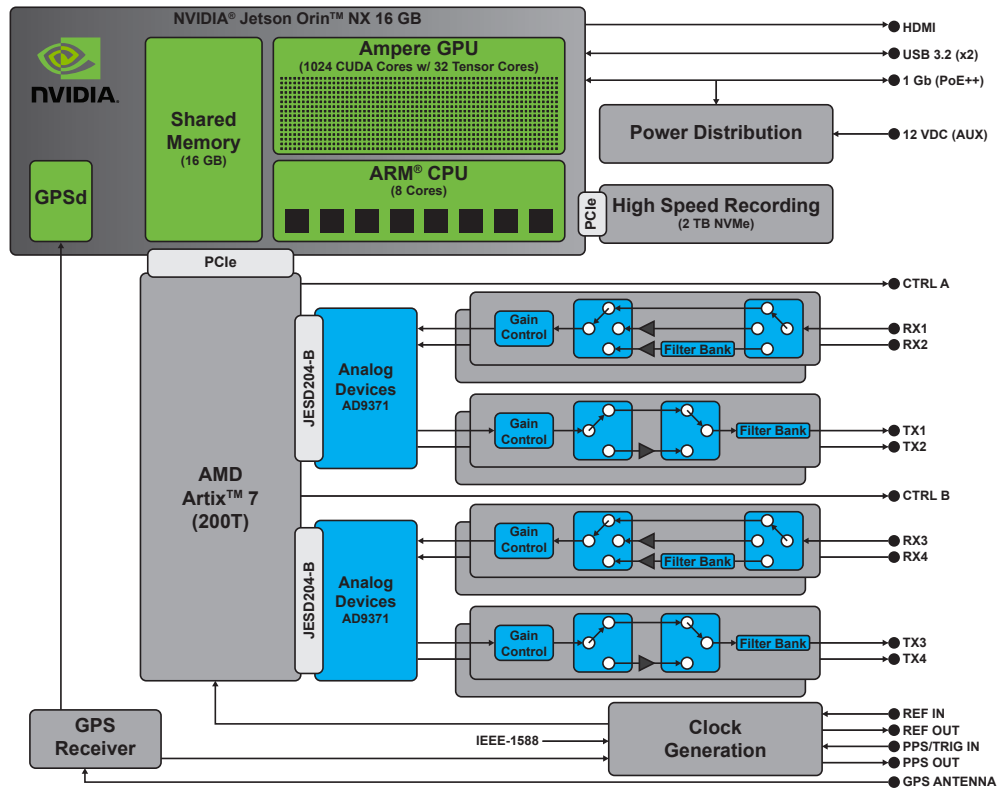 NVIDIA® Jetson Orin™ NX 16 GB
NVIDIA.
GPSd
Shared
Memory
(16 GB)
Ampere GPU
(1024 CUDA Cores w/ 32 Tensor Cores)
ARM® CPU
(8 Cores)
HDMI
USB 3.2 (x2)
1 Gb (PoE++)
Power Distribution
12 VDC (AUX)
PCIe
High Speed Recording
(2 TB NVMe)
PCIe
AMD
Artix™ 7
(200T)
CTRL A
JESD204-B
Analog
Devices
AD9371
Gain
Control
Filter Bank
RX1
RX2
Gain
Control
Filter Bank
TX1
TX2
CTRL B
JESD204-B
Analog
Devices
AD9371
Gain
Control
Filter Bank
RX3
RX4
Gain
Control
Filter Bank
TX3
TX4
GPS
Receiver
IEEE-1588
Clock
Generation
REF IN
REF OUT
PPS/TRIG IN
PPS OUT
GPS ANTENNA